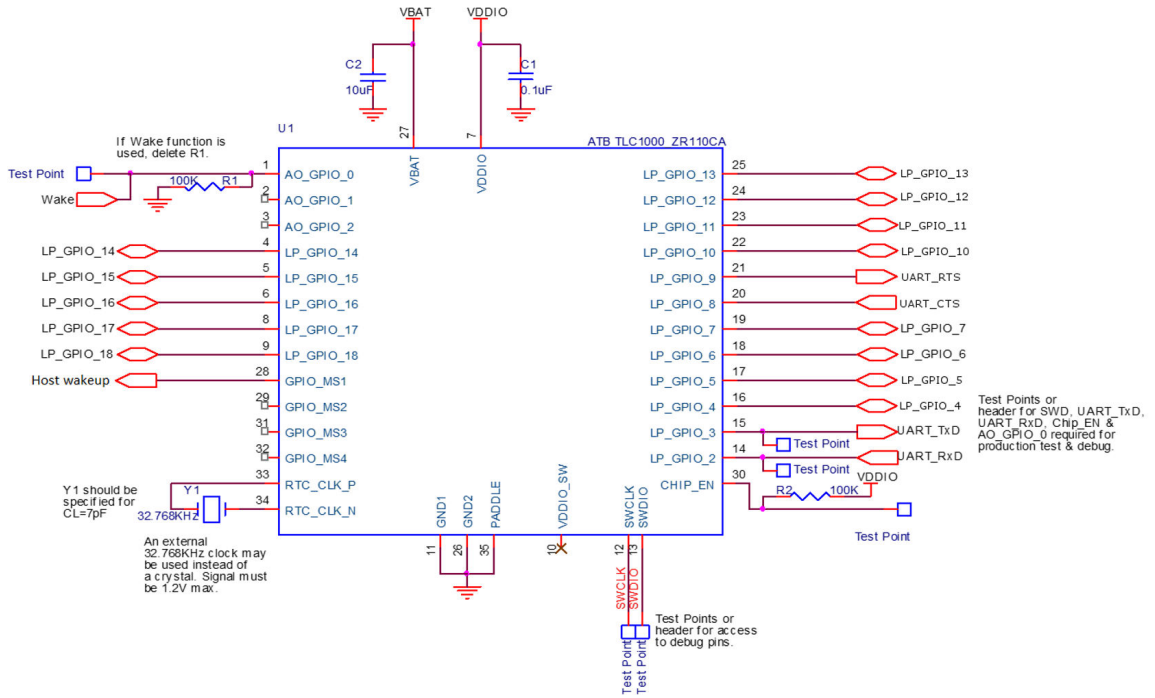 VBAT
VDDIO
C2
10uF
C1
0.1uF
U1
ATB TLC1000 ZR110CA
27
7
VBAT
VDDIO
If Wake function is
used, delete R1.
Test Point
Wake
100K
R1
1
AO_GPIO_0
2
AO_GPIO_1
3
AO_GPIO_2
LP_GPIO_14
4
LP_GPIO_14
LP_GPIO_15
5
LP_GPIO_15
LP_GPIO_16
6
LP_GPIO_16
LP_GPIO_17
8
LP_GPIO_17
LP_GPIO_18
9
LP_GPIO_18
Host wakeup
28
GPIO_MS1
29
GPIO_MS2
31
GPIO_MS3
32
GPIO_MS4
33
RTC_CLK_P
34
RTC_CLK_N
Y1 should be
specified for
CL=7pF
Y1
32.768KHz
An external
32.768KHz clock may
be used instead of
a crystal. Signal must
be 1.2V max.
LP_GPIO_13
25
LP_GPIO_13
LP_GPIO_12
24
LP_GPIO_12
LP_GPIO_11
23
LP_GPIO_11
LP_GPIO_10
22
LP_GPIO_10
LP_GPIO_9
21
UART_RTS
LP_GPIO_8
20
UART_CTS
LP_GPIO_7
19
LP_GPIO_7
LP_GPIO_6
18
LP_GPIO_6
LP_GPIO_5
17
LP_GPIO_5
LP_GPIO_4
16
LP_GPIO_4
LP_GPIO_3
15
UART_TxD
Test Point
LP_GPIO_2
14
UART_RxD
Test Point
CHIP_EN
30
VDDIO
R2
100K
Test Point
Test Points or
header for SWD, UART_TxD,
UART_RxD, Chip_EN &
AO_GPIO_0 required for
production test & debug.
GND1
GND2
PADDLE
VDDIO_SW
SWCLK
SWDIO
11
26
35
10
12
13
SWCLK
SWDIO
Test Point
Test Point
Test Points or
header for access
to debug pins.